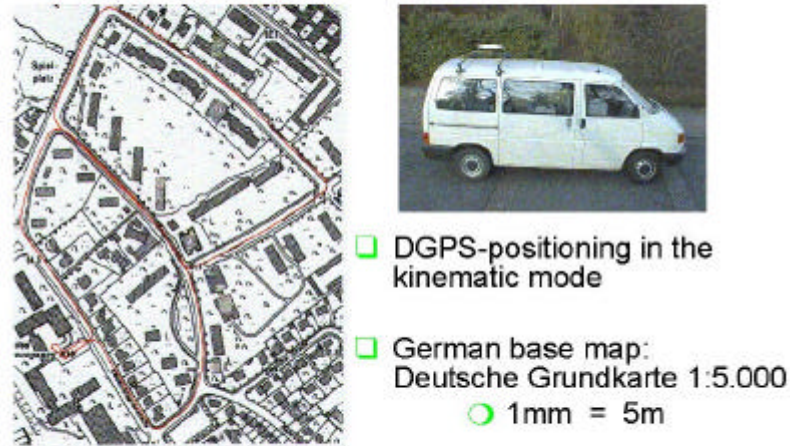 Spiel-
platz
DGPS-positioning in the
kinematic mode
German base map:
Deutsche Grundkarte 1:5.000
1mm = 5m